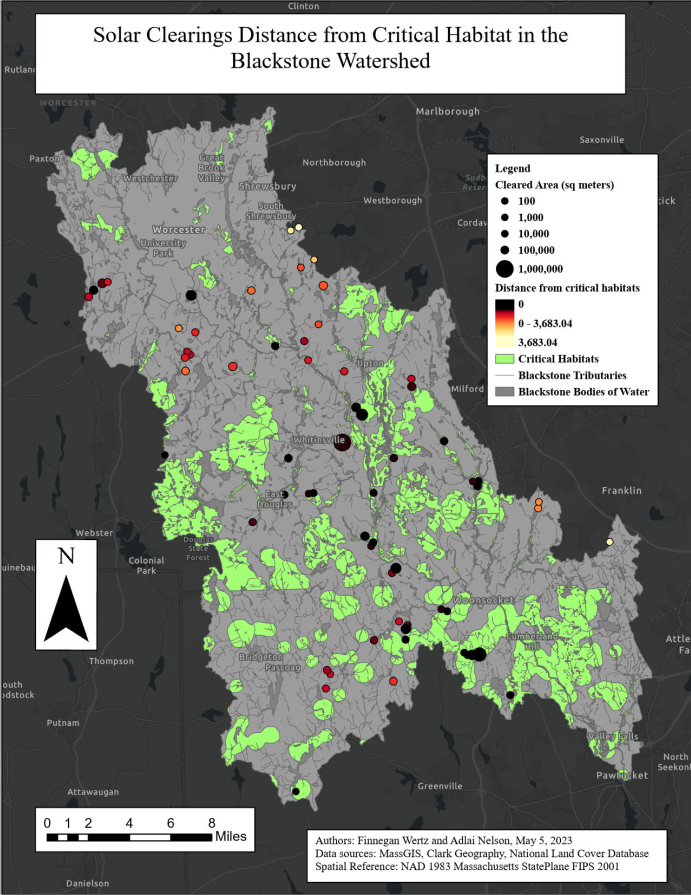 Clinton
Solar Clearings Distance from Critical Habitat in the
Blackstone Watershed
Rutland
WORCESTER
Marlborough
Saxonville
Paxton
Great
Brook
Valley
Northborough
Westchester
Shrewsbury
Westborough
South
Shrewsbury
Cordav
tick
Worcester
University
Park
Legend
Cleared Area (sq meters)
100
1,000
10,000
100,000
1,000,000
Distance from critical habitats
0
0 - 3,683.04
3,683.04
Critical Habitats
Blackstone Tributaries
Blackstone Bodies of Water
Upton
Milford
Whitinsville
East
Douglas
Franklin
Webster
Douglas
State
Forest
Colonial
Park
uinebau
N
Woonsocket
Cumberland
Hill
Attle
Fa
Bridgeton
Pascoag
Thompson
outh
odstock
Putnam
Valley Falls
North
Seekonk
Pawtucket
Attawaugan
Greenville
0 1 2 4 6 8
Miles
Authors: Finnegan Wertz and Adlai Nelson, May 5, 2023
Data sources: MassGIS, Clark Geography, National Land Cover Database
Spatial Reference: NAD 1983 Massachusetts StatePlane FIPS 2001
Danielson